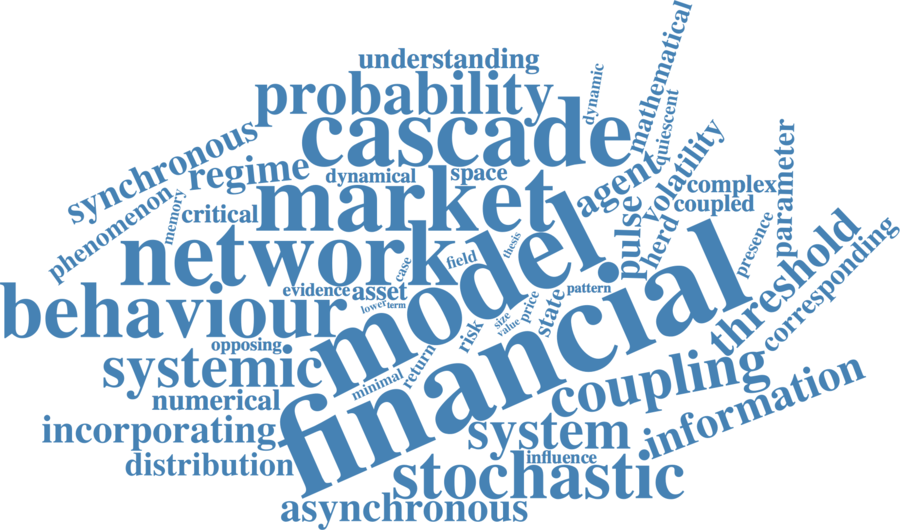 understanding
mathematical
dynamic
probability
quiescent
cascade
synchronous
volatility
parameter
regime
agent
dynamical
space
complex
memory
market
coupled
phenomenon
critical
pulse
herd
presence
network
model
thesis
field
case
threshold
corresponding
evidence
asset
pattern
behaviour
lower
term
price
size
value
state
financial
opposing
risk
systemic
return
minimal
coupling
numerical
information
incorporating
system
distribution
influence
stochastic
asynchronous